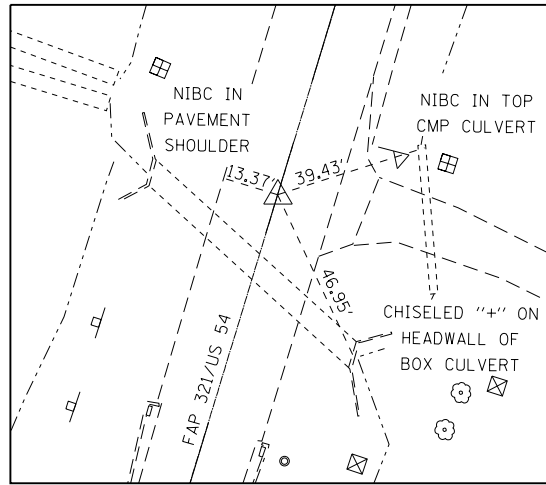 NIBC IN
PAVEMENT
SHOULDER
NIBC IN TOP
CMP CULVERT
13.37'
39.43'
46.95'
CHISELED "+" ON
HEADWALL OF
BOX CULVERT
FAP 321/US 54